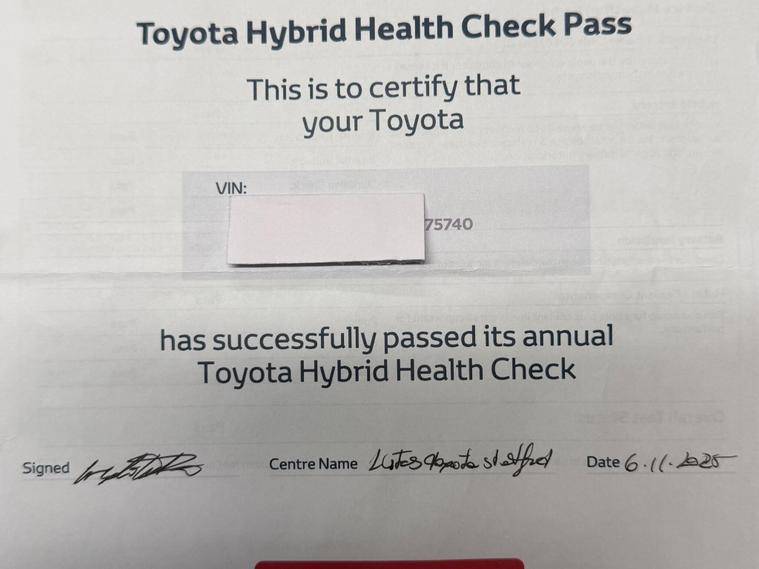 Toyota Hybrid Health Check Pass
This is to certify that
your Toyota
VIN:
75740
has successfully passed its annual
Toyota Hybrid Health Check
Signed
Centre Name
Date 6.11.2025